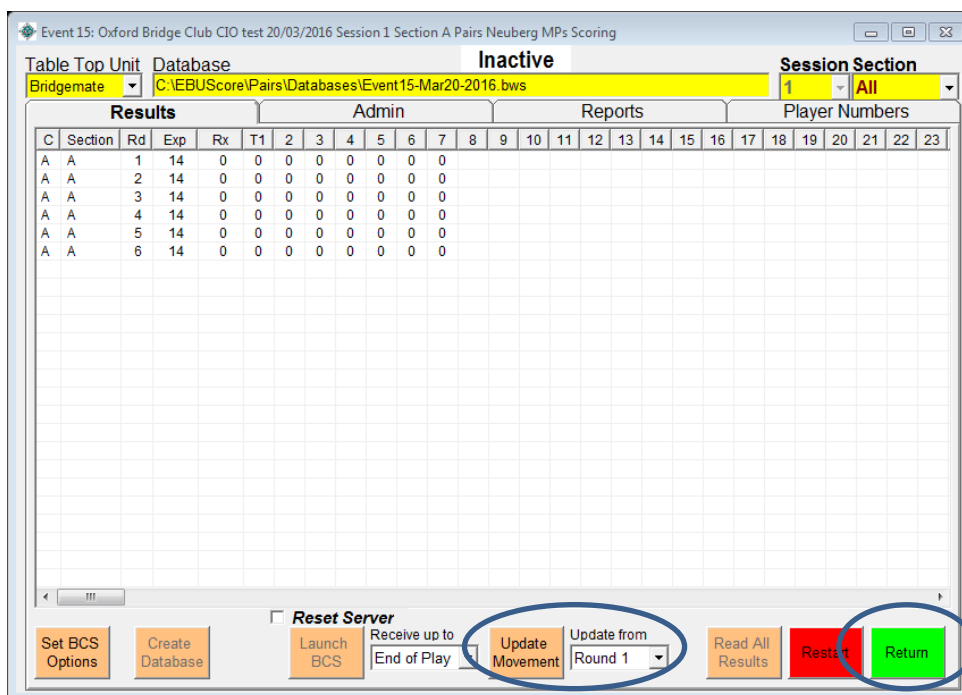 Event 15: Oxford Bridge Club CIO test 20/03/2016 Session 1 Section A Pairs Neuberg MPs Scoring
Table Top Unit Database Inactive Session Section
Bridgemate C:\EBUScore\Pairs\Databases\Event15-Mar20-2016.bws 1 All
Results Admin Reports Player Numbers
C Section Rd Exp Rx T1 2 3 4 5 6 7 8 9 10 11 12 13 14 15 16 17 18 19 20 21 22 23
A A 1 14 0 0 0 0 0 0 0 0
A A 2 14 0 0 0 0 0 0 0 0
A A 3 14 0 0 0 0 0 0 0 0
A A 4 14 0 0 0 0 0 0 0 0
A A 5 14 0 0 0 0 0 0 0 0
A A 6 14 0 0 0 0 0 0 0 0
Reset Server
Set BCS Options
Create Database
Launch BCS
Receive up to
End of Play
Update Movement
Update from
Round 1
Read All Results
Restart
Return